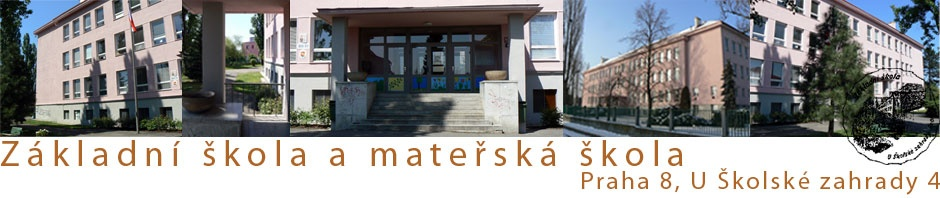 Základní škola a mateřská škola
Praha 8, U Školské zahrady 4